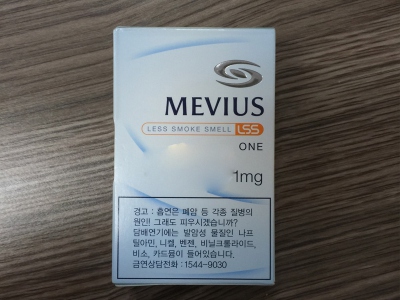 MEVIUS
LESS SMOKE SMELL LSS
ONE
1mg
경고 : 흡연은 폐암 등 각종 질병의
원인! 그래도 피우시겠습니까?
담배연기에는 발암성 물질인 나프
틸아민, 니켈, 벤젠, 비닐크롤라이드,
비소, 카드뮴이 들어있습니다.
금연상담전화 : 1544-9030